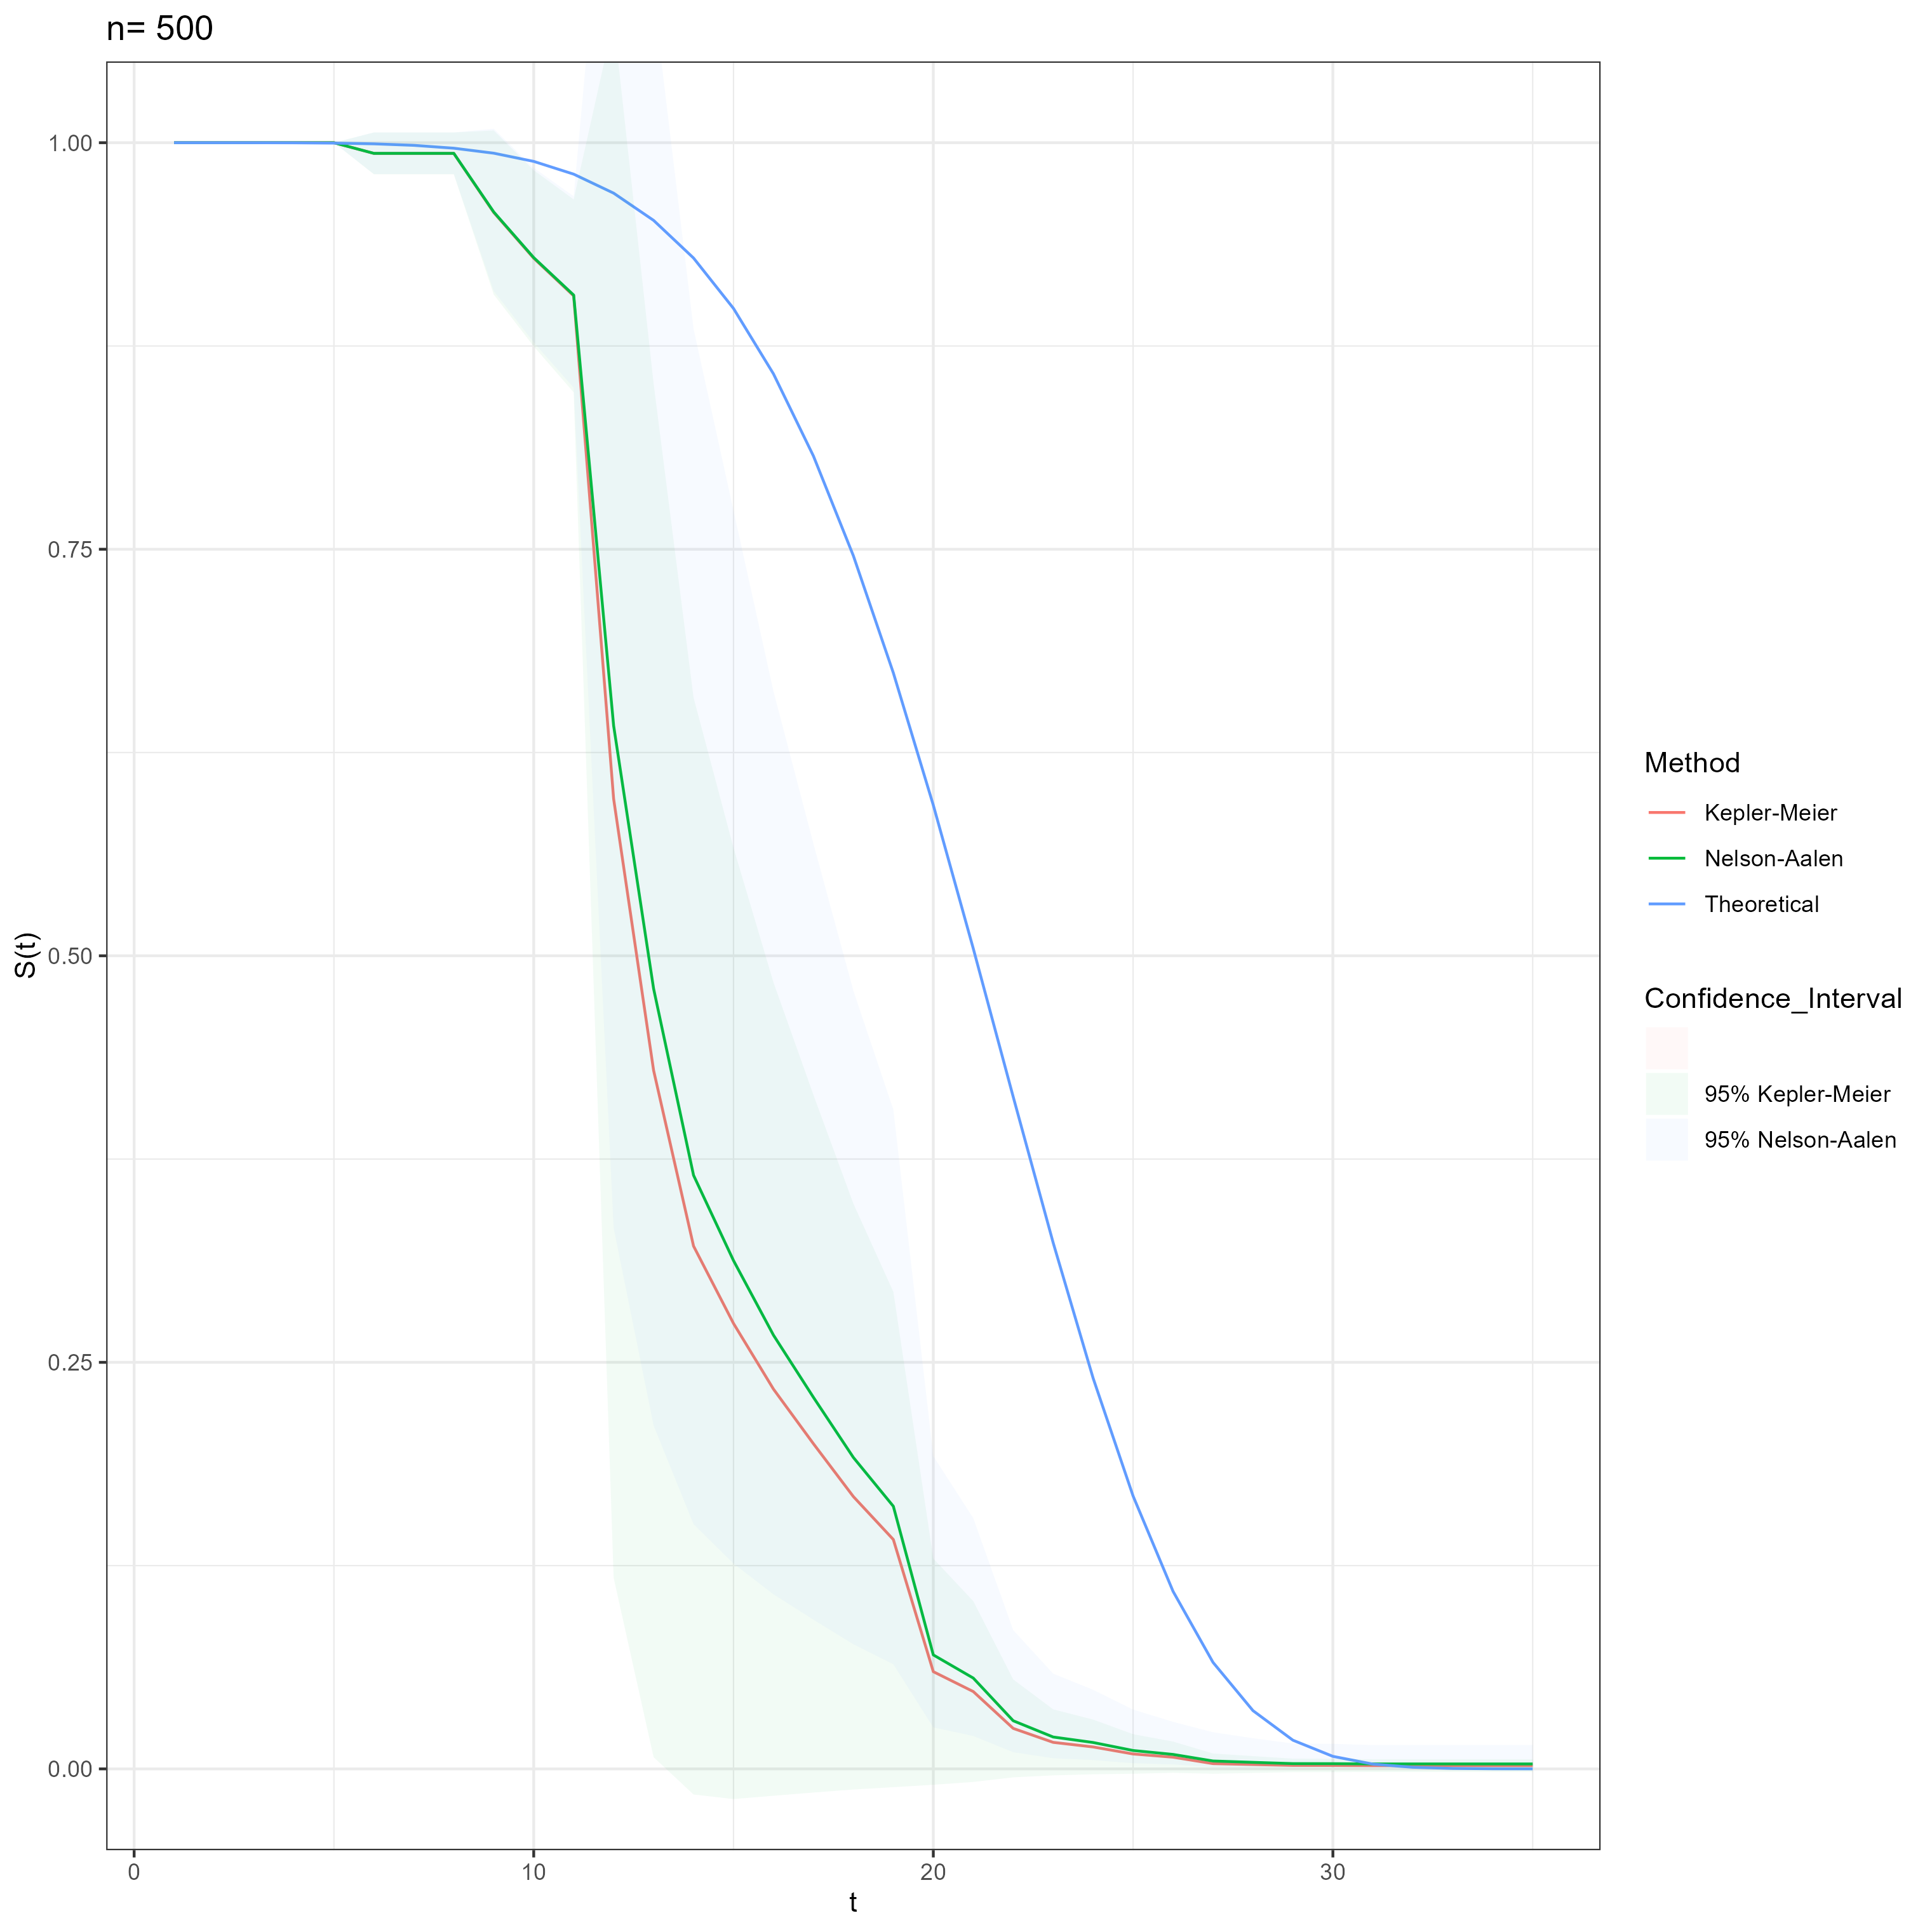 n= 500
1.00
0.75
0.50
0.25
0.00
S(t)
0
10
20
30
t
Method
Kepler-Meier
Nelson-Aalen
Theoretical
Confidence_Interval
95% Kepler-Meier
95% Nelson-Aalen